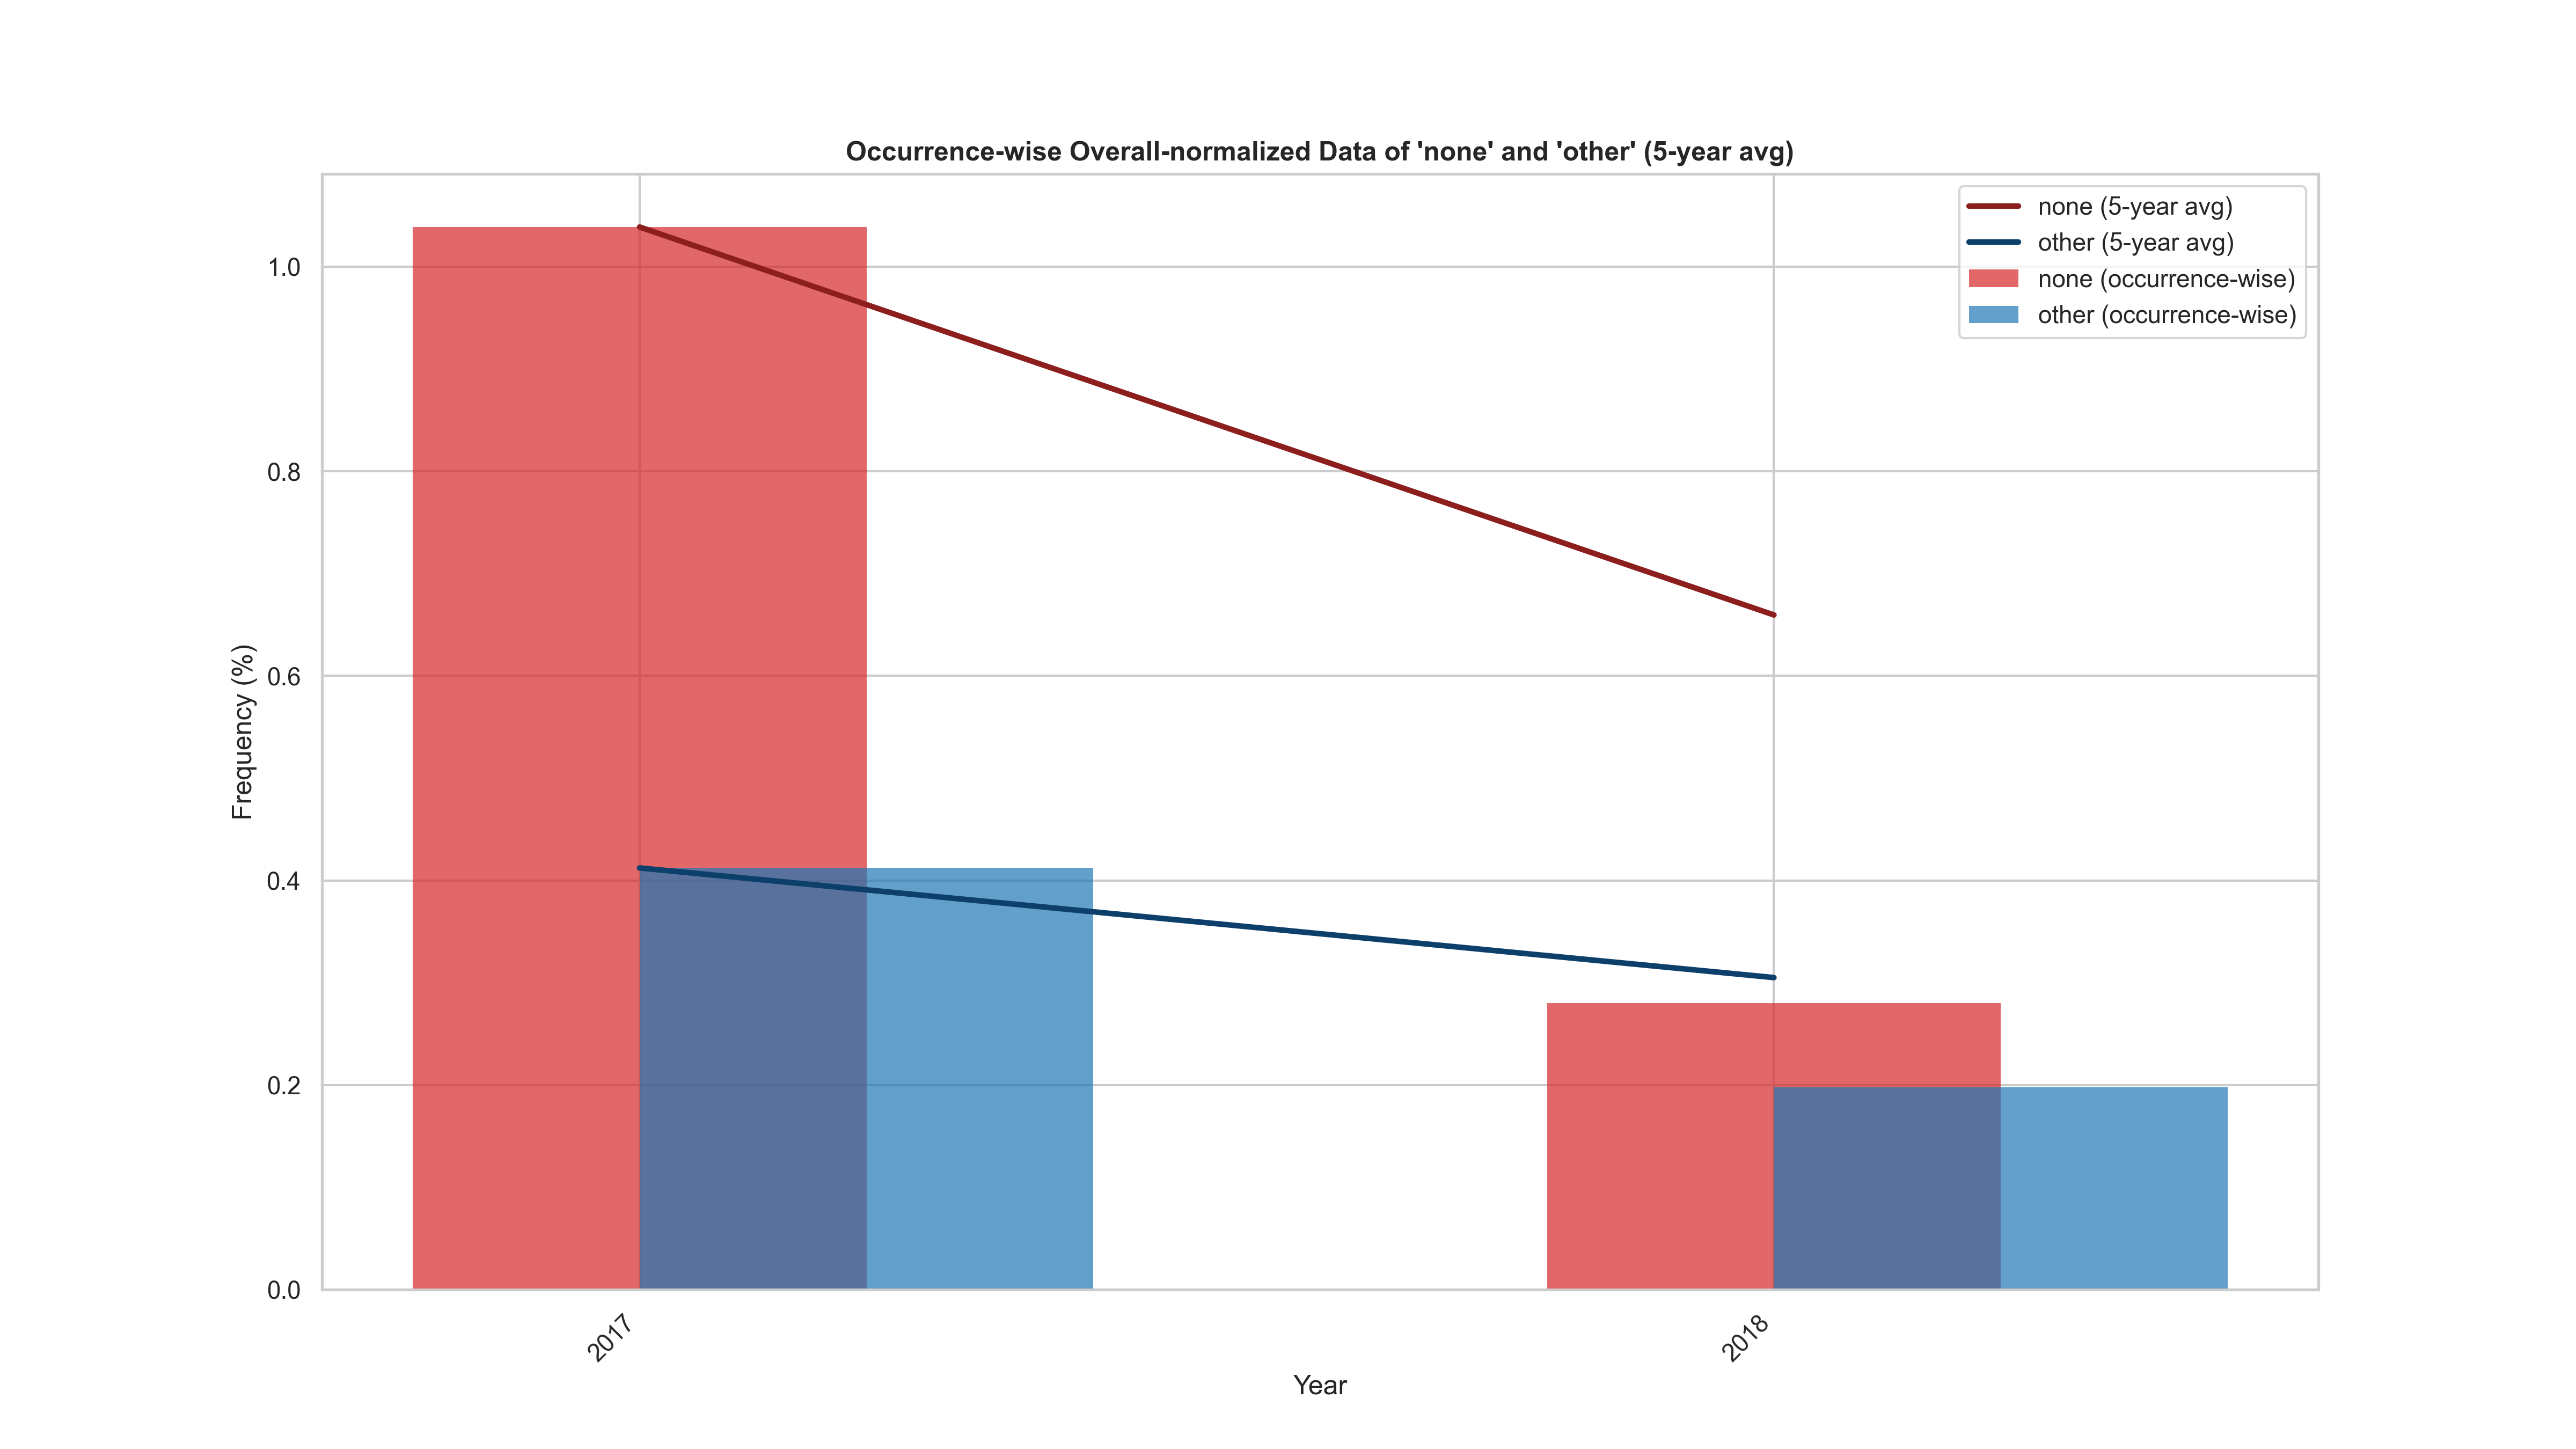 Occurrence-wise Overall-normalized Data of 'none' and 'other' (5-year avg)
none (5-year avg)
other (5-year avg)
none (occurrence-wise)
other (occurrence-wise)
Frequency (%)
1.0
0.8
0.6
0.4
0.2
0.0
2017
2018
Year